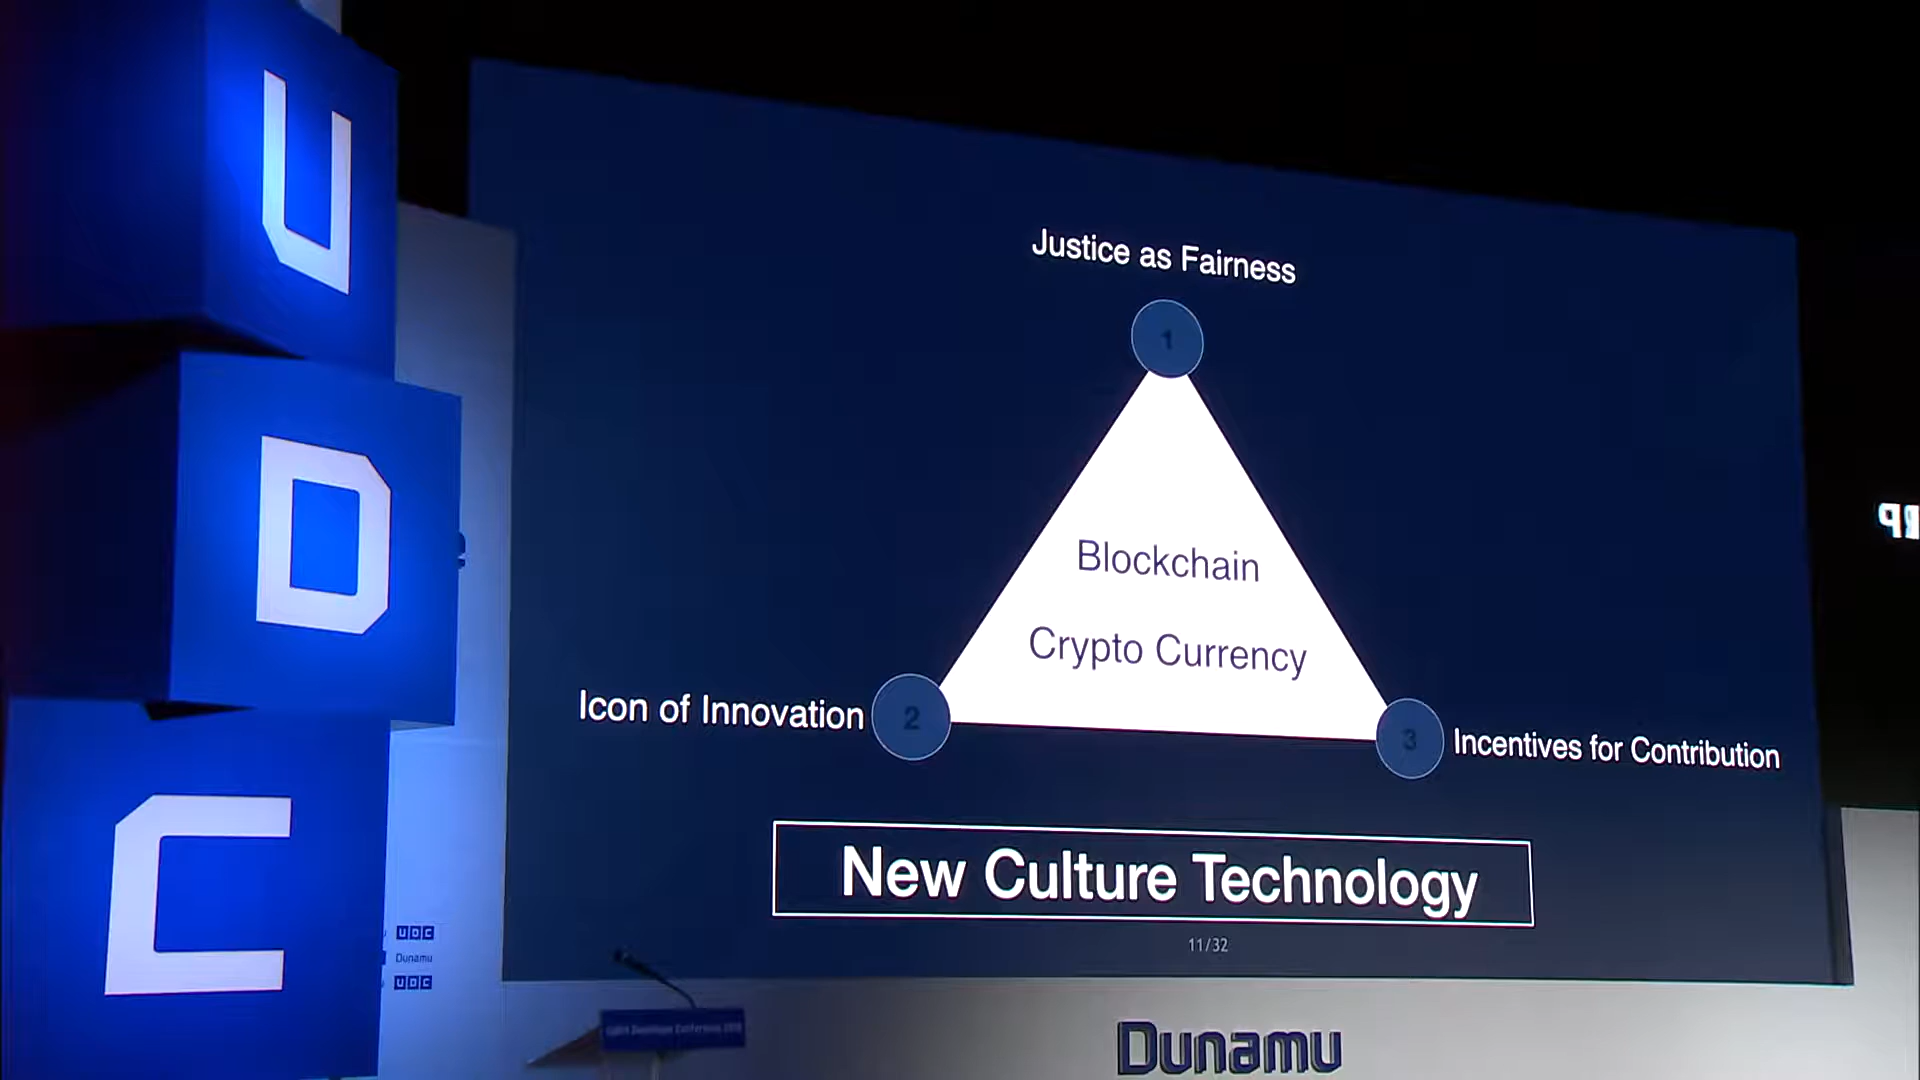 U
D
C
Justice as Fairness
1
Blockchain
Crypto Currency
Icon of Innovation
2
3
Incentives for Contribution
New Culture Technology
11/32
UDC
Dunamu
UDC
Dunamu